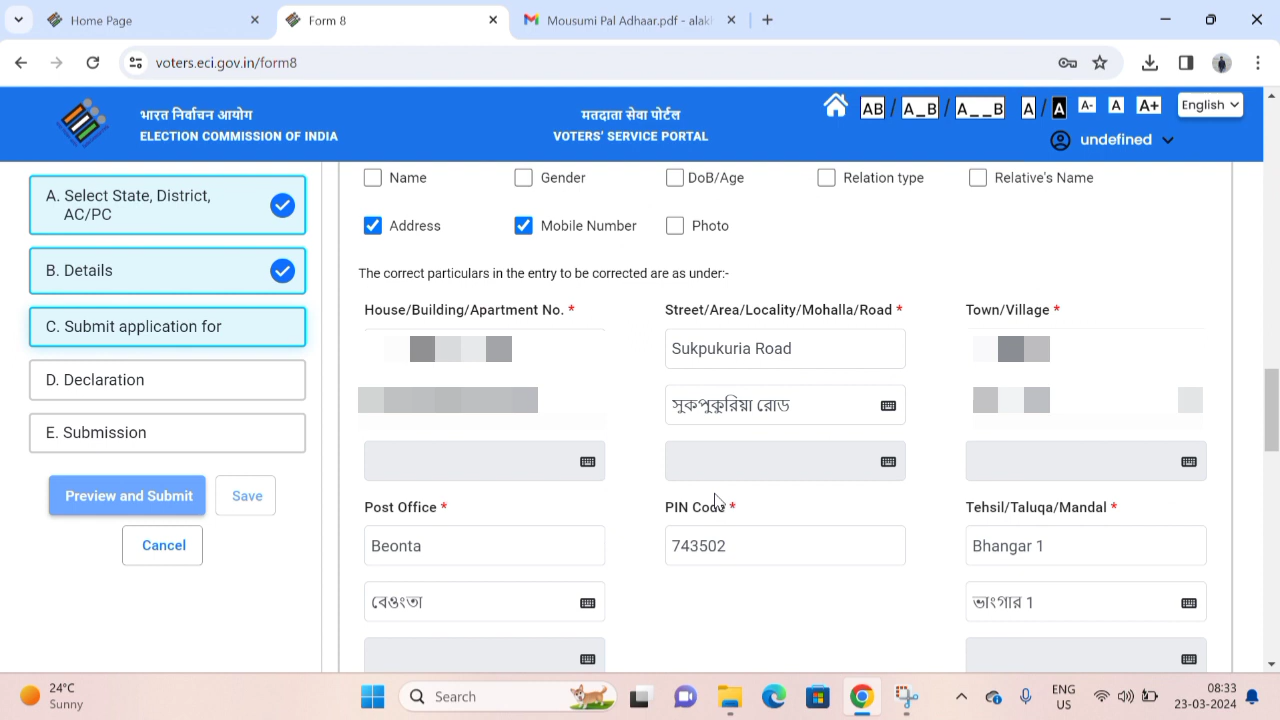 Home Page
Form 8
Mousumi Pal Adhaar.pdf - alak
voters.eci.gov.in/form8
भारत निर्वाचन आयोग
ELECTION COMMISSION OF INDIA
मतदाता सेवा पोर्टल
VOTERS' SERVICE PORTAL
AB / A_B / A__B A / A A- A A+ English
undefined
A. Select State, District,
AC/PC
B. Details
C. Submit application for
D. Declaration
E. Submission
Preview and Submit Save
Cancel
Name Gender DoB/Age Relation type Relative's Name
Address Mobile Number Photo
The correct particulars in the entry to be corrected are as under:-
House/Building/Apartment No. * Street/Area/Locality/Mohalla/Road * Town/Village *
Sukpukuria Road
সুকপুকুরিয়া রোড
Post Office * PIN Code * Tehsil/Taluqa/Mandal *
Beonta 743502 Bhangar 1
বেওংতা ভাংগার 1
24°C
Sunny
Search
ENG
US
08:33
23-03-2024